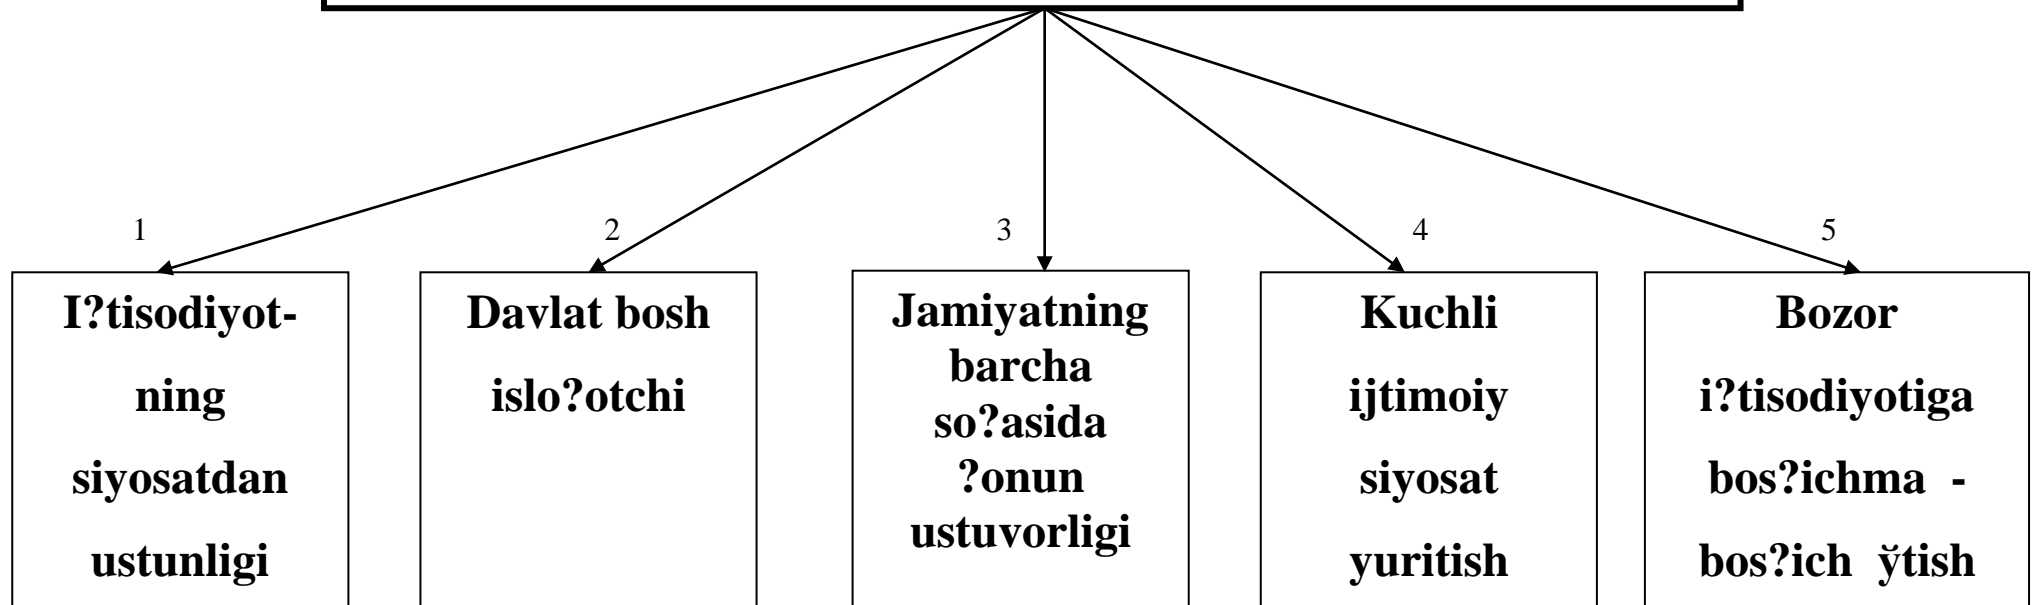 1
2
3
4
5
I?tisodiyot-
ning
siyosatdan
ustunligi
Davlat bosh
islo?otchi
Jamiyatning
barcha
so?asida
?onun
ustuvorligi
Kuchli
ijtimoiy
siyosat
yuritish
Bozor
i?tisodiyotiga
bos?ichma -
bos?ich ўtish